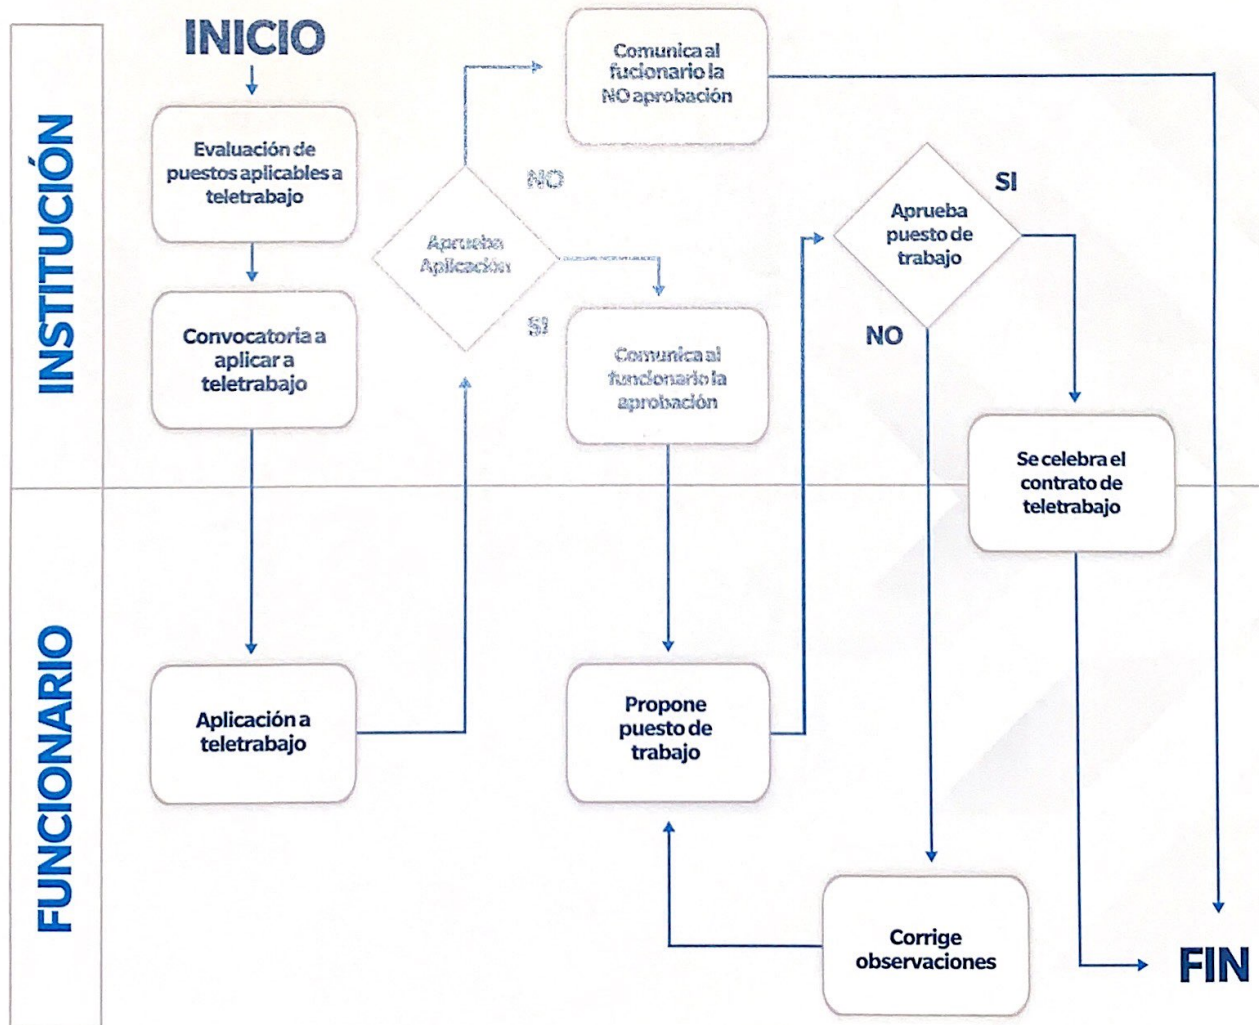 INICIO
INSTITUCIÓN
Evaluación de
puestos aplicables a
teletrabajo
Convocatoria a
aplicar a
teletrabajo
Aprueba
Aplicación
NO
SI
Comunica al
fucionario la
NO aprobación
Comunica al
funcionario la
aprobación
Aprueba
puesto de
trabajo
SI
NO
Se celebra el
contrato de
teletrabajo
FUNCIONARIO
Aplicación a
teletrabajo
Propone
puesto de
trabajo
Corrige
observaciones
FIN